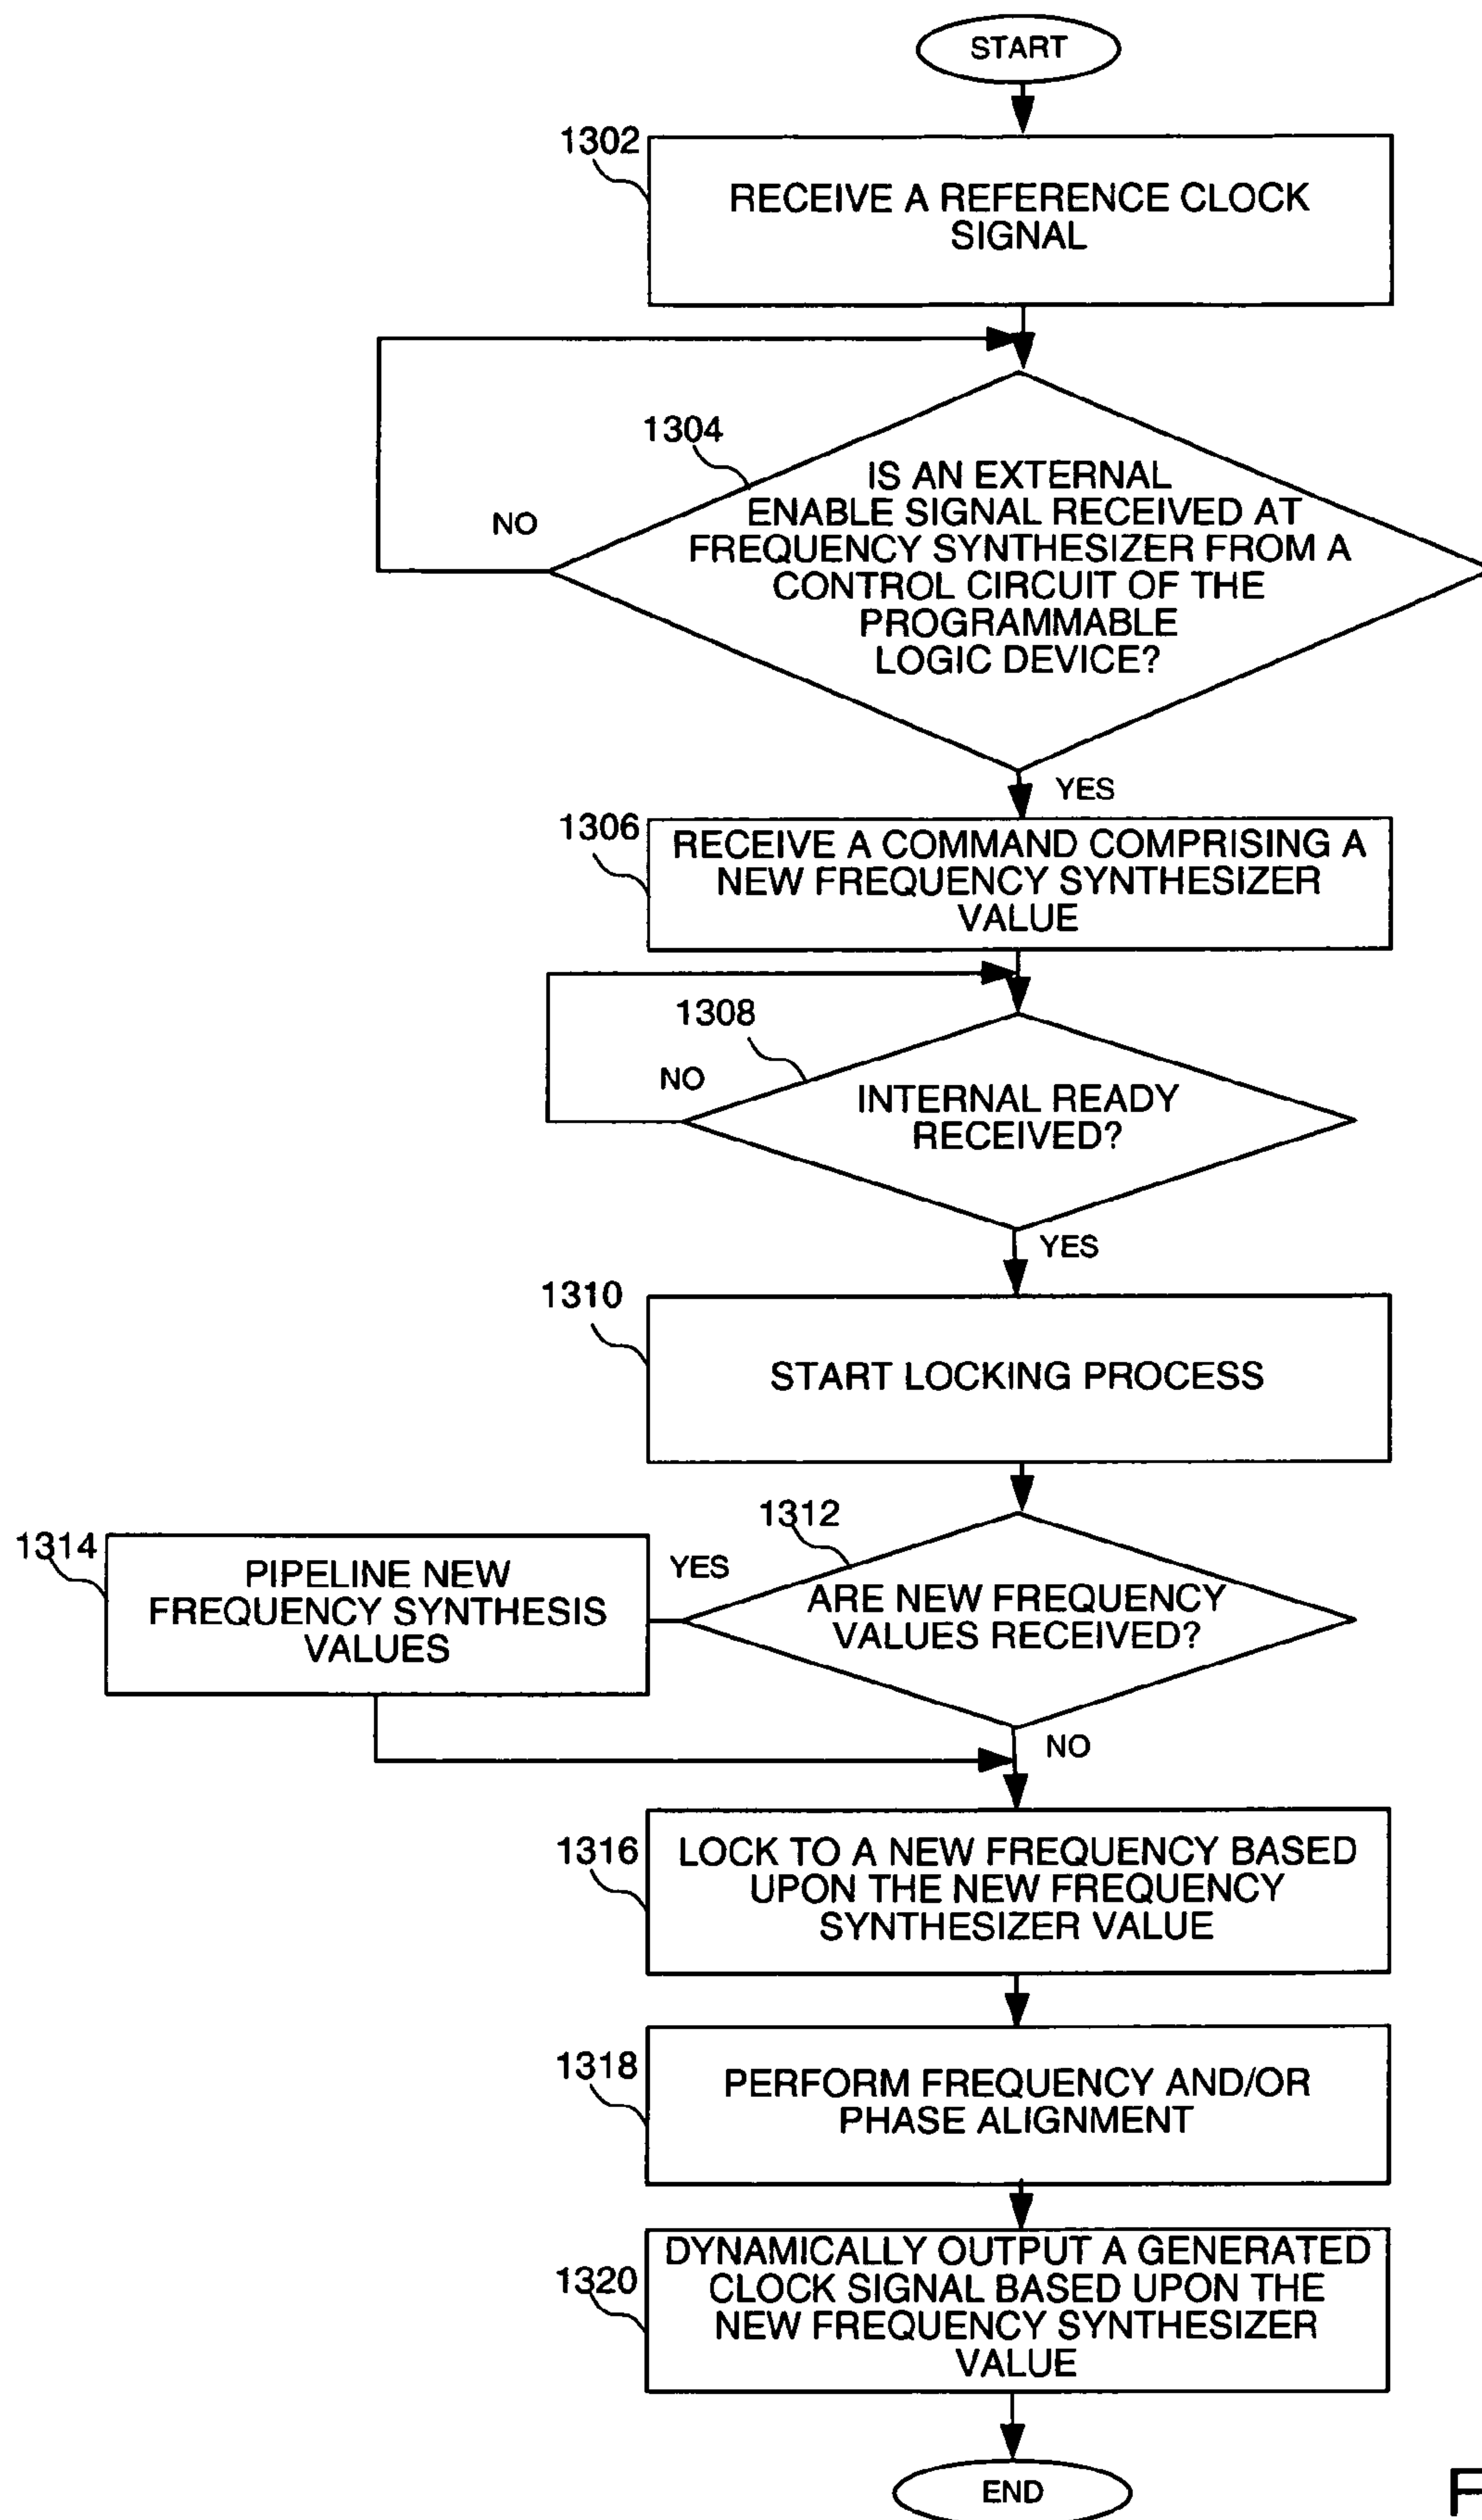 START
1302
RECEIVE A REFERENCE CLOCK
SIGNAL
1304
IS AN EXTERNAL
ENABLE SIGNAL RECEIVED AT
FREQUENCY SYNTHESIZER FROM A
CONTROL CIRCUIT OF THE
PROGRAMMABLE
LOGIC DEVICE?
NO
YES
1306
RECEIVE A COMMAND COMPRISING A
NEW FREQUENCY SYNTHESIZER
VALUE
1308
NO
INTERNAL READY
RECEIVED?
YES
1310
START LOCKING PROCESS
1312
ARE NEW FREQUENCY
VALUES RECEIVED?
YES
1314
PIPELINE NEW
FREQUENCY SYNTHESIS
VALUES
NO
1316
LOCK TO A NEW FREQUENCY BASED
UPON THE NEW FREQUENCY
SYNTHESIZER VALUE
1318
PERFORM FREQUENCY AND/OR
PHASE ALIGNMENT
1320
DYNAMICALLY OUTPUT A GENERATED
CLOCK SIGNAL BASED UPON THE
NEW FREQUENCY SYNTHESIZER
VALUE
END